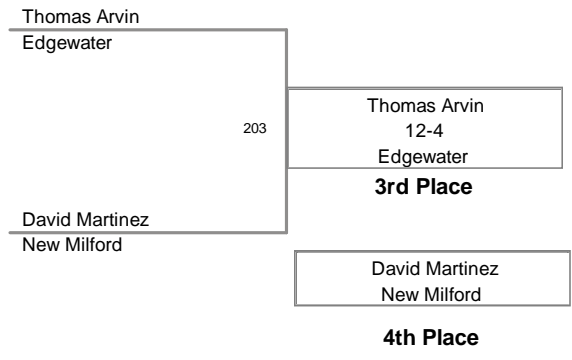 Thomas Arvin
Edgewater
203
Thomas Arvin
12-4
Edgewater
3rd Place
David Martinez
New Milford
David Martinez
New Milford
4th Place